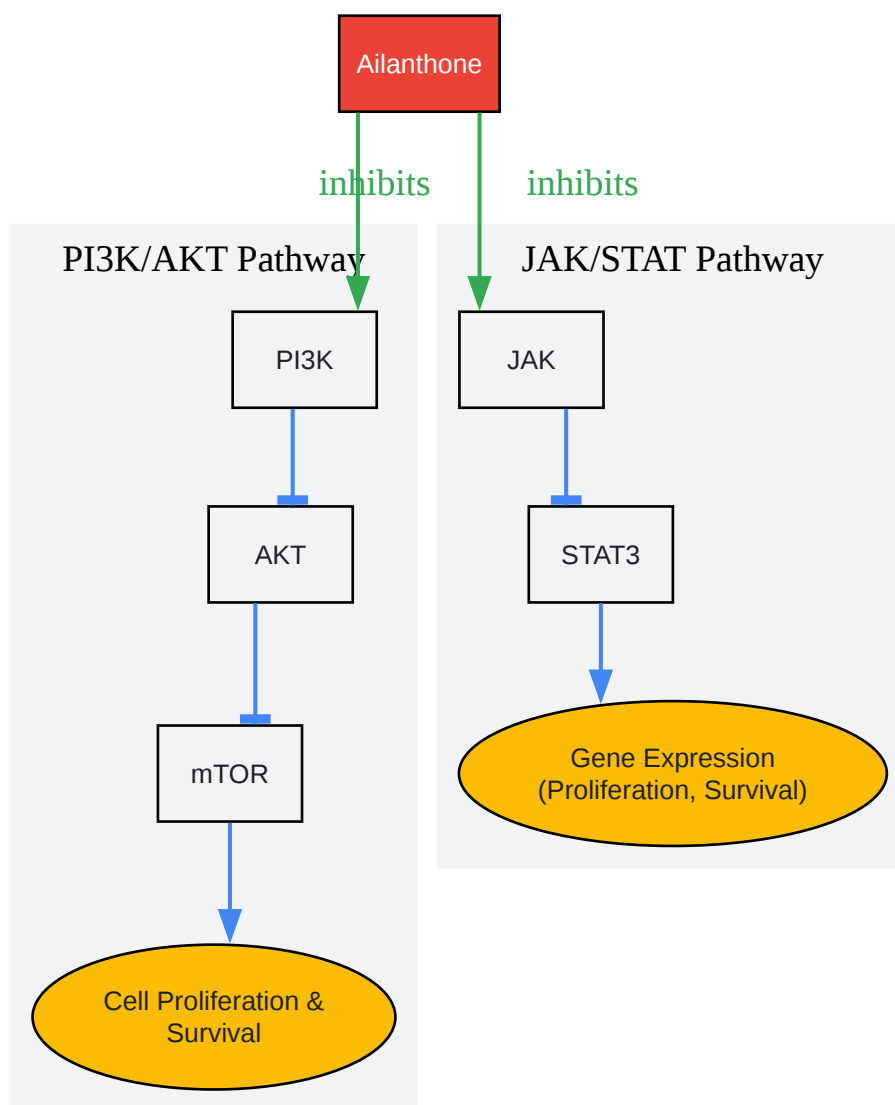 Ailanthone
inhibits
inhibits
PI3K/AKT Pathway
JAK/STAT Pathway
PI3K
JAK
AKT
STAT3
mTOR
Gene Expression
(Proliferation, Survival)
Cell Proliferation &
Survival